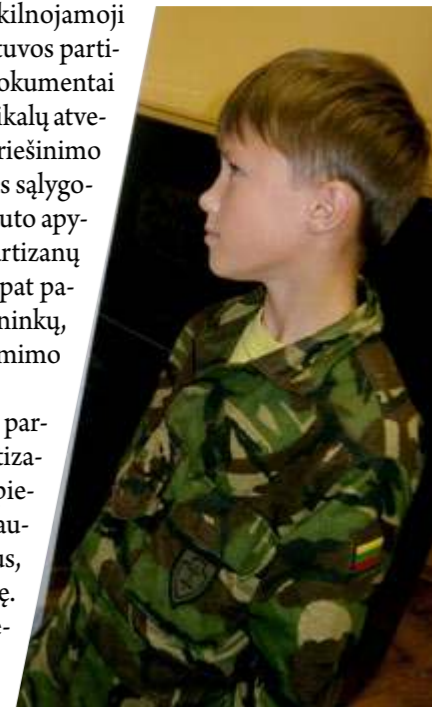 kilnojamoji
tuvos parti-
okumentai
ikalų atve-
riešinimo
s sąlygo-
uto apy-
artizanų
pat pa-
ninkų,
mimo
par-
tiza-
pie-
au-
us,
ę.
e-